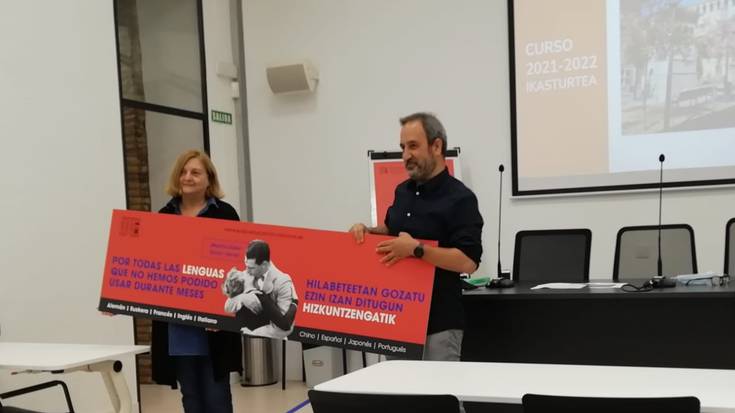 CURSO
2021-2022
IKASTURTEA
SALIDA
POR TODAS LAS LENGUAS
QUE NO HEMOS PODIDO
USAR DURANTE MESES
Alemán | Euskera | Francés | Inglés | Italiano
HILABETEETAN GOZATU
EZIN IZAN DITUGUN
HIZKUNTZENGATIK
Chino | Español | Japonés | Portugués